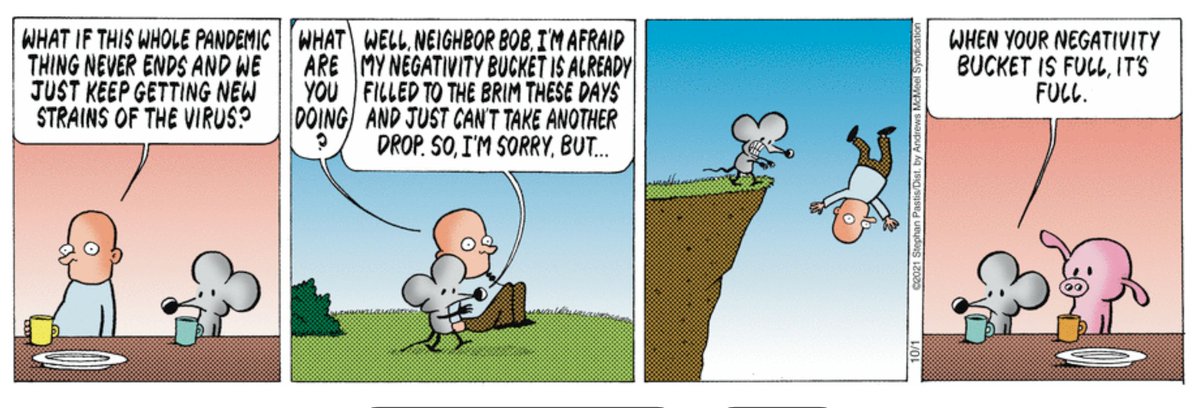 WHAT IF THIS WHOLE PANDEMIC
THING NEVER ENDS AND WE
JUST KEEP GETTING NEW
STRAINS OF THE VIRUS?
WHAT
ARE
YOU
DOING
?
WELL, NEIGHBOR BOB, I'M AFRAID
MY NEGATIVITY BUCKET IS ALREADY
FILLED TO THE BRIM THESE DAYS
AND JUST CAN'T TAKE ANOTHER
DROP. SO, I'M SORRY, BUT...
10/1 ©2021 Stephan Pastis/Dist. by Andrews McMeel Syndication
WHEN YOUR NEGATIVITY
BUCKET IS FULL, IT'S
FULL.